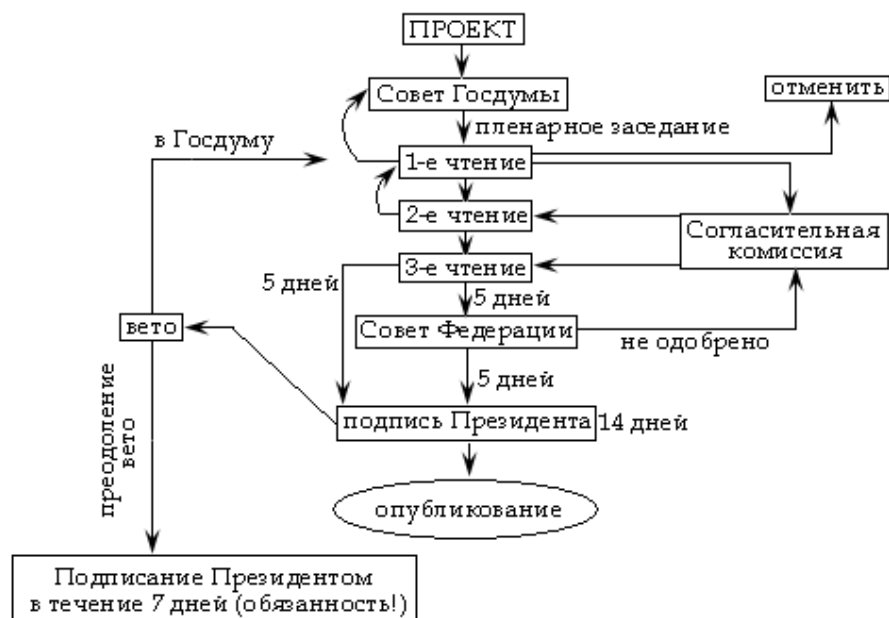 ПРОЕКТ
Совет Госдумы
отменить
пленарное заседание
в Госдуму
1-е чтение
2-е чтение
Согласительная
комиссия
3-е чтение
5 дней
5 дней
вето
Совет Федерации
не одобрено
5 дней
подпись Президента
14 дней
преодоление
вето
опубликование
Подписание Президентом
в течение 7 дней (обязанность!)